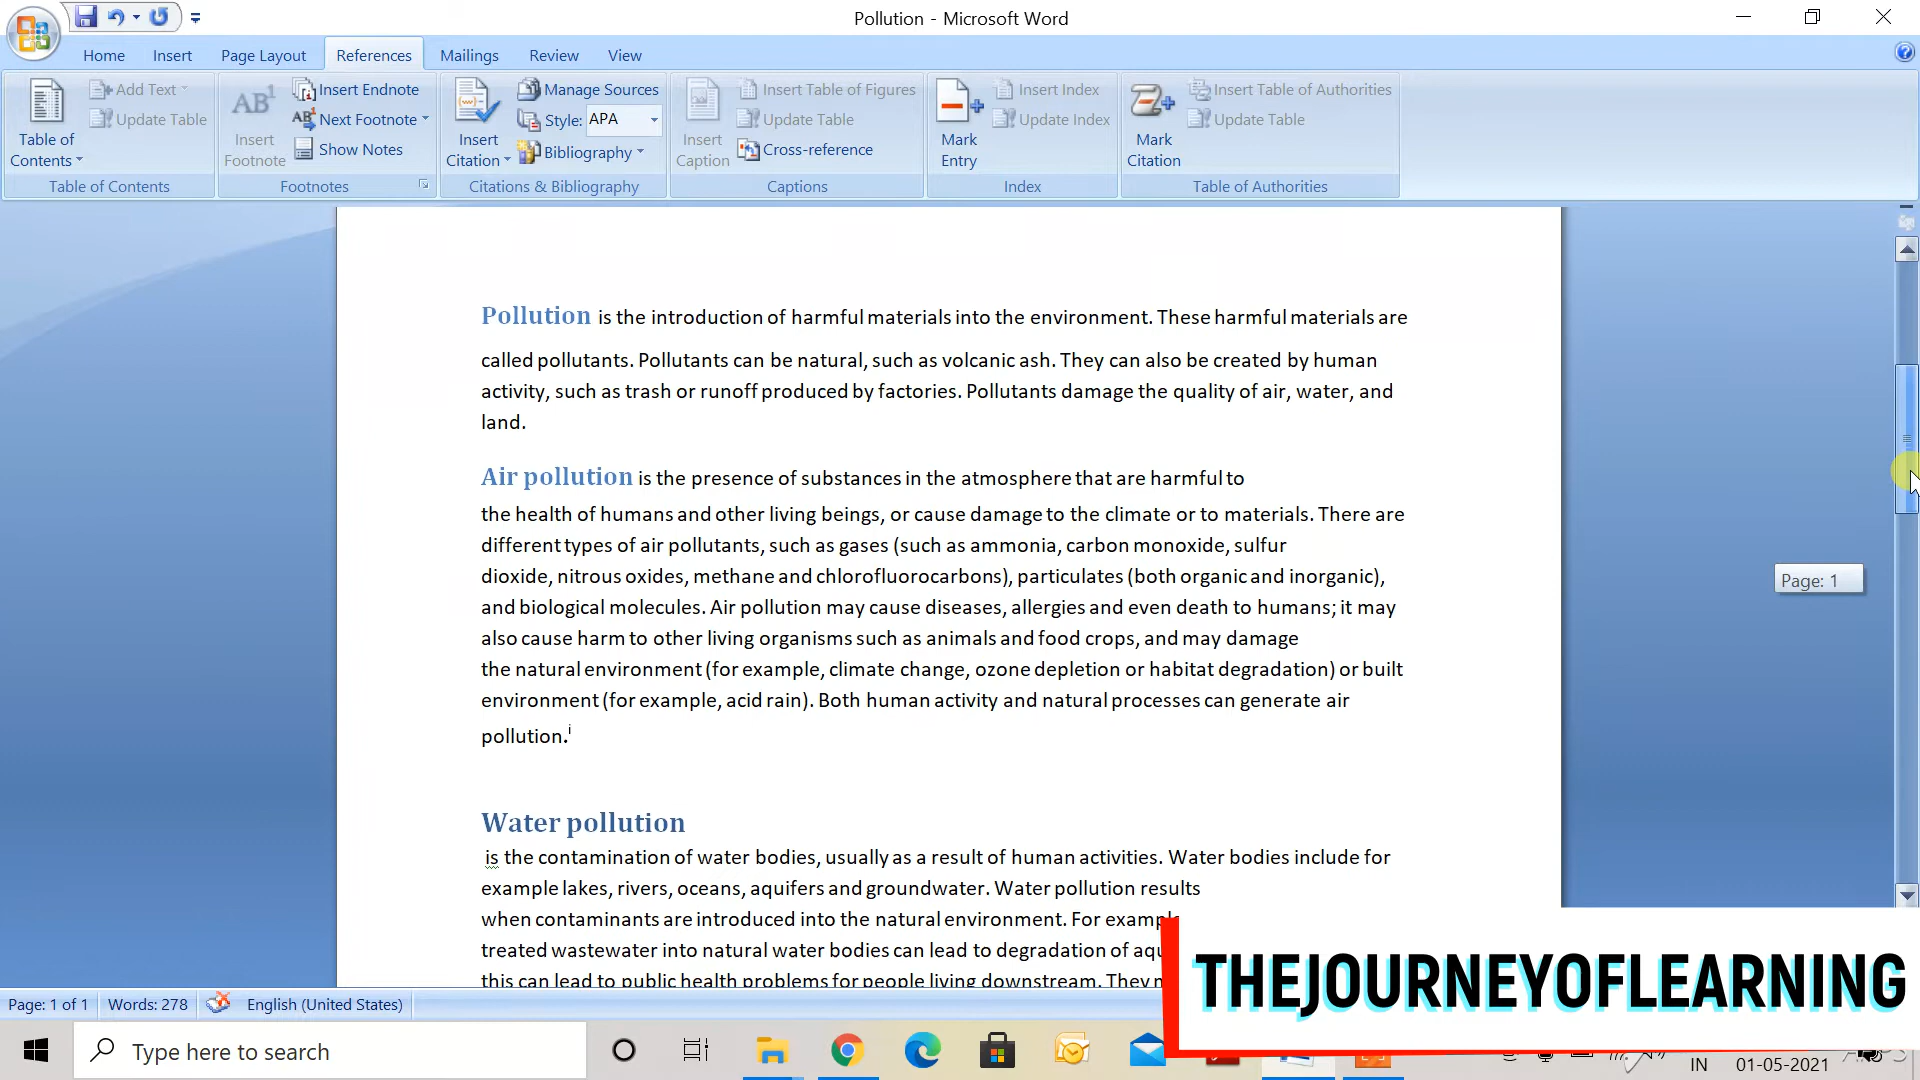 Pollution - Microsoft Word
Home Insert Page Layout References Mailings Review View
Table of Contents
Add Text
Update Table
Table of Contents
AB¹ Insert Footnote
Insert Endnote
Next Footnote
Show Notes
Footnotes
Insert Citation
Manage Sources
Style: APA
Bibliography
Citations & Bibliography
Insert Caption
Insert Table of Figures
Update Table
Cross-reference
Captions
Mark Entry
Insert Index
Update Index
Index
Mark Citation
Insert Table of Authorities
Update Table
Table of Authorities
Pollution is the introduction of harmful materials into the environment. These harmful materials are
called pollutants. Pollutants can be natural, such as volcanic ash. They can also be created by human
activity, such as trash or runoff produced by factories. Pollutants damage the quality of air, water, and
land.
Air pollution is the presence of substances in the atmosphere that are harmful to
the health of humans and other living beings, or cause damage to the climate or to materials. There are
different types of air pollutants, such as gases (such as ammonia, carbon monoxide, sulfur
dioxide, nitrous oxides, methane and chlorofluorocarbons), particulates (both organic and inorganic),
and biological molecules. Air pollution may cause diseases, allergies and even death to humans; it may
also cause harm to other living organisms such as animals and food crops, and may damage
the natural environment (for example, climate change, ozone depletion or habitat degradation) or built
environment (for example, acid rain). Both human activity and natural processes can generate air
pollution.ⁱ
Page: 1
Water pollution
is the contamination of water bodies, usually as a result of human activities. Water bodies include for
example lakes, rivers, oceans, aquifers and groundwater. Water pollution results
when contaminants are introduced into the natural environment. For example
treated wastewater into natural water bodies can lead to degradation of aqu
this can lead to public health problems for people living downstream. They
THEJOURNEYOFLEARNING
Page: 1 of 1 Words: 278 English (United States)
Type here to search
IN 01-05-2021